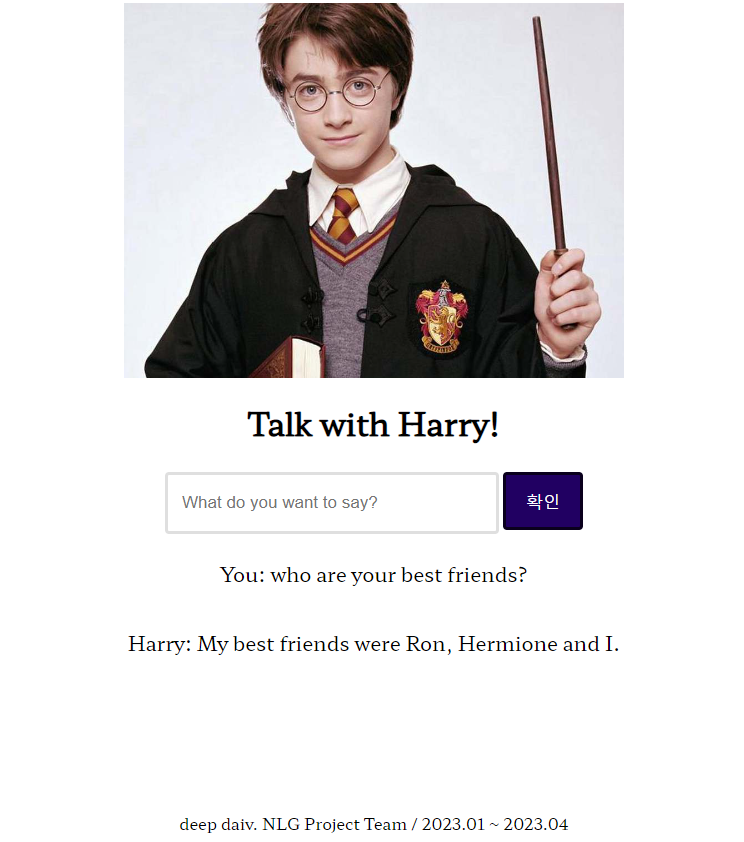 Talk with Harry!
What do you want to say?
확인
You: who are your best friends?
Harry: My best friends were Ron, Hermione and I.
deep daiv. NLG Project Team / 2023.01 ~ 2023.04